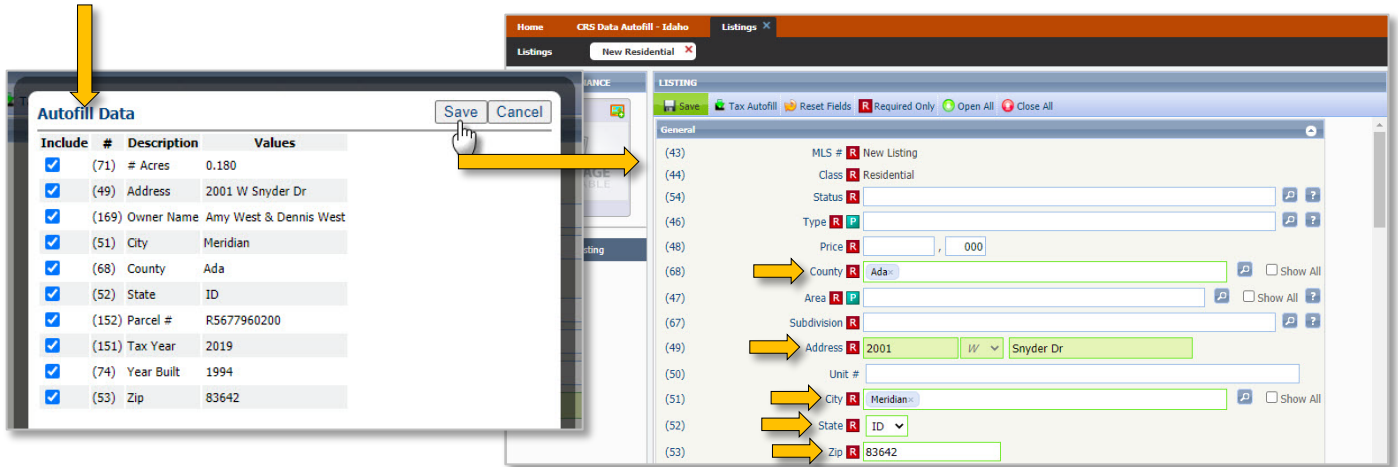 Home CRS Data Autofill - Idaho Listings ×
Listings New Residential ×
LISTING
Save Tax Autofill Reset Fields R Required Only Open All Close All
Autofill Data
Save Cancel
Include # Description Values
(71) # Acres 0.180
(49) Address 2001 W Snyder Dr
(169) Owner Name Amy West & Dennis West
(51) City Meridian
(68) County Ada
(52) State ID
(152) Parcel # R5677960200
(151) Tax Year 2019
(74) Year Built 1994
(53) Zip 83642
General
(43) MLS # R New Listing
(44) Class R Residential
(54) Status R ?
(46) Type R P ?
(48) Price R , 000
(68) County R Ada× Show All
(47) Area R P Show All ?
(67) Subdivision R ?
(49) Address R 2001 W Snyder Dr
(50) Unit #
(51) City R Meridian× Show All
(52) State R ID
(53) Zip R 83642